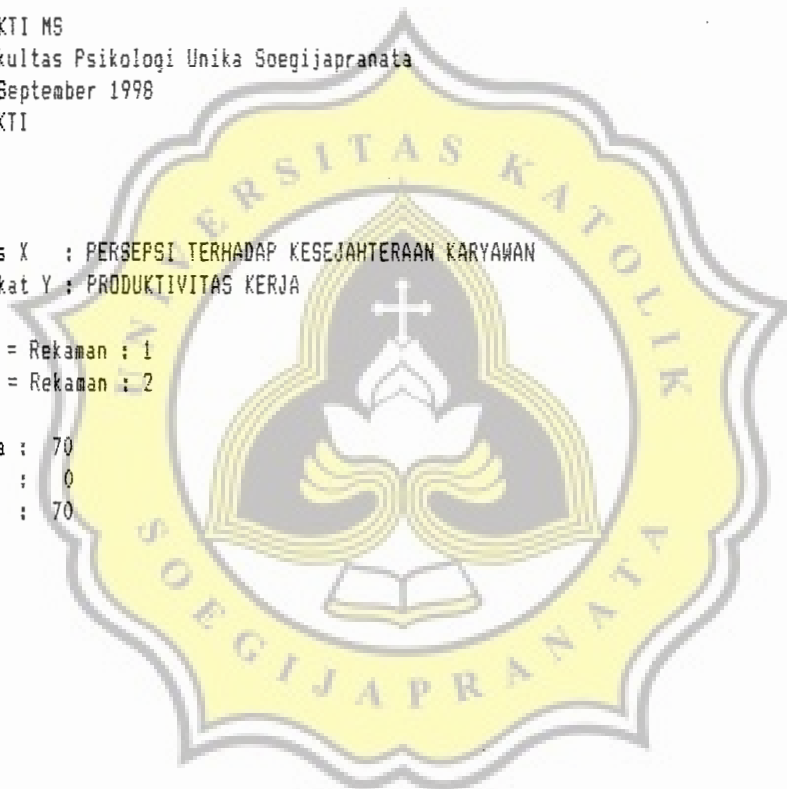 KTI MS
kultas Psikologi Unika Soegijapranata
September 1998
KTI
s X : PERSEPSI TERHADAP KESEJAHTERAAN KARYAWAN
kat Y : PRODUKTIVITAS KERJA
= Rekaman : 1
= Rekaman : 2
a : 70
: 0
: 70
UNIVERSITAS KATOLIK
SOEGIJAPRANATA